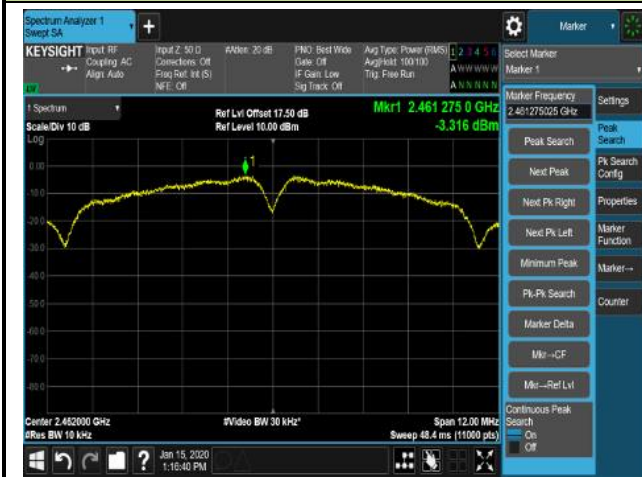 Spectrum Analyzer 1
Swept SA
+
Marker
KEYSIGHT
Input: RF
Coupling: AC
Align: Auto
Input Z: 50 Ω
Corrections: Off
Freq Ref: Int (S)
NFE: Off
#Atten: 20 dB
PNO: Best Wide
Gate: Off
IF Gain: Low
Sig Track: Off
Avg Type: Power (RMS)
Avg|Hold: 100/100
Trig: Free Run
1 2 3 4 5 6
A W W W W W
A N N N N N
Select Marker
Marker 1
1 Spectrum
Scale/Div 10 dB
Log
Ref Lvl Offset 17.50 dB
Ref Level 10.00 dBm
Mkr1 2.461 275 0 GHz
-3.316 dBm
Marker Frequency
2.461275025 GHz
Settings
Peak Search
Peak
Search
Next Peak
Pk Search
Config
Next Pk Right
Properties
Next Pk Left
Marker
Function
Minimum Peak
Marker→
Pk-Pk Search
Counter
Marker Delta
Mkr→CF
Mkr→Ref Lvl
Continuous Peak
Search
On
Off
1
0.00
-10.0
-20.0
-30.0
-40.0
-50.0
-60.0
-70.0
-80.0
Center 2.462000 GHz
#Res BW 10 kHz
#Video BW 30 kHz*
Span 12.00 MHz
Sweep 48.4 ms (11000 pts)
?
Jan 15, 2020
1:16:40 PM